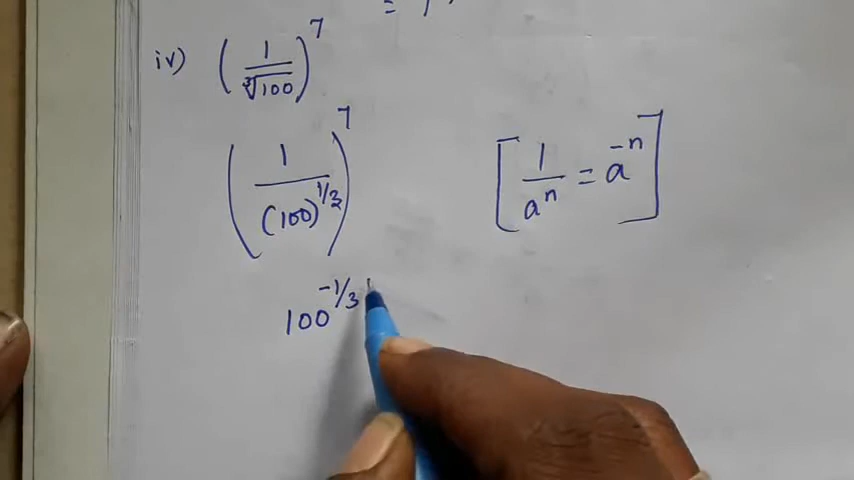 iv) (1/∛100)^7
(1/(100)^1/3)^7 [1/a^n = a^-n]
100^-1/3